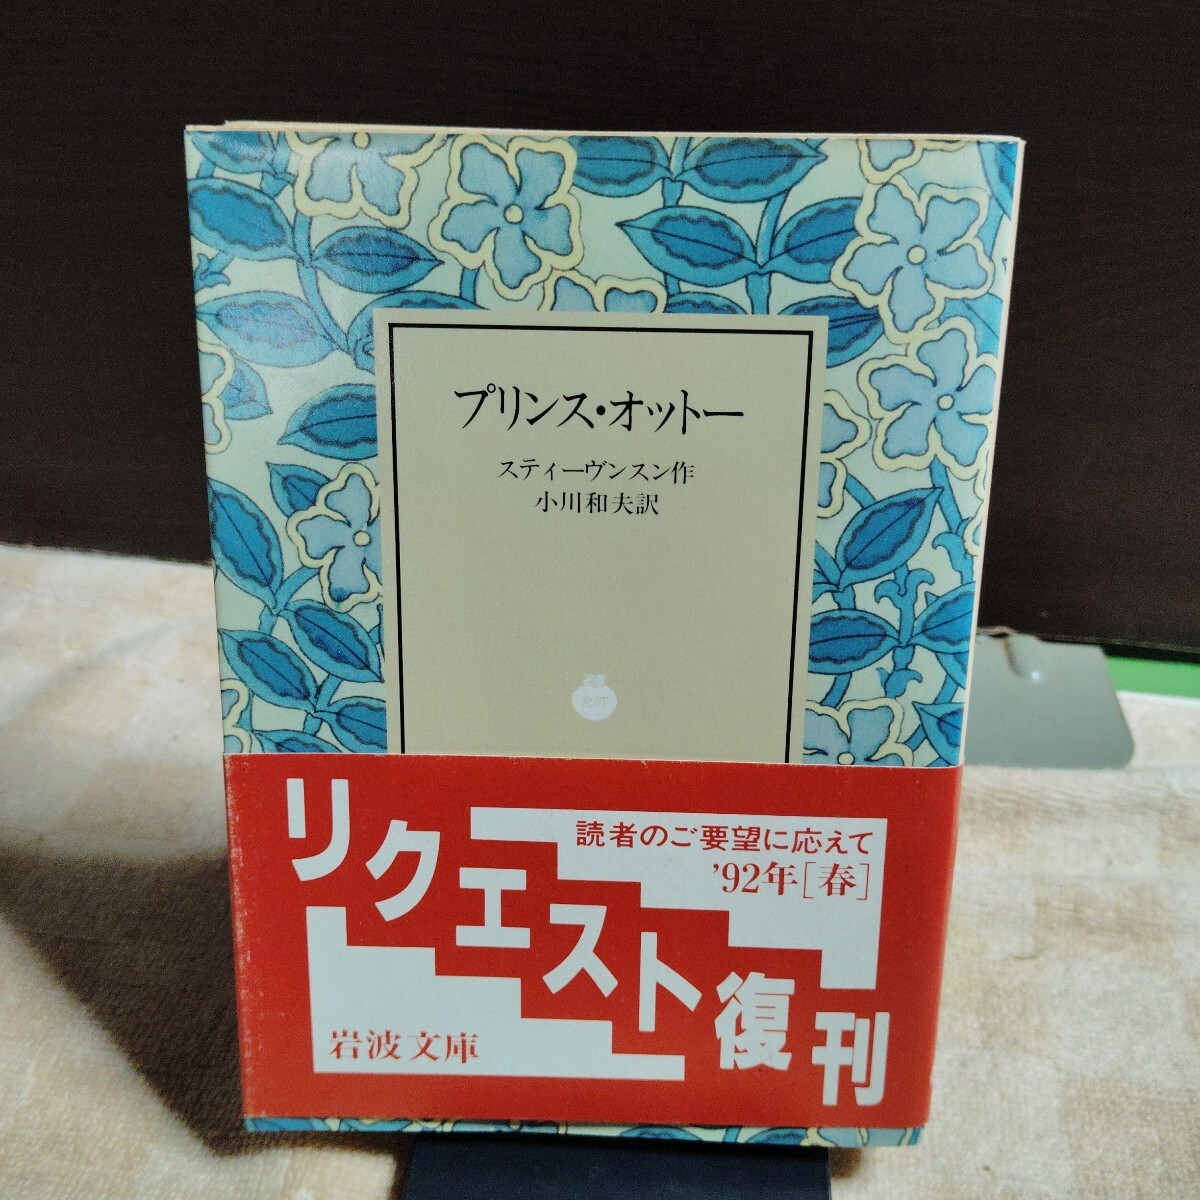 プリンス・オットー
スティーヴンスン作
小川和夫訳
岩波
リクエスト復刊
読者のご要望に応えて
’92年[春]
岩波文庫